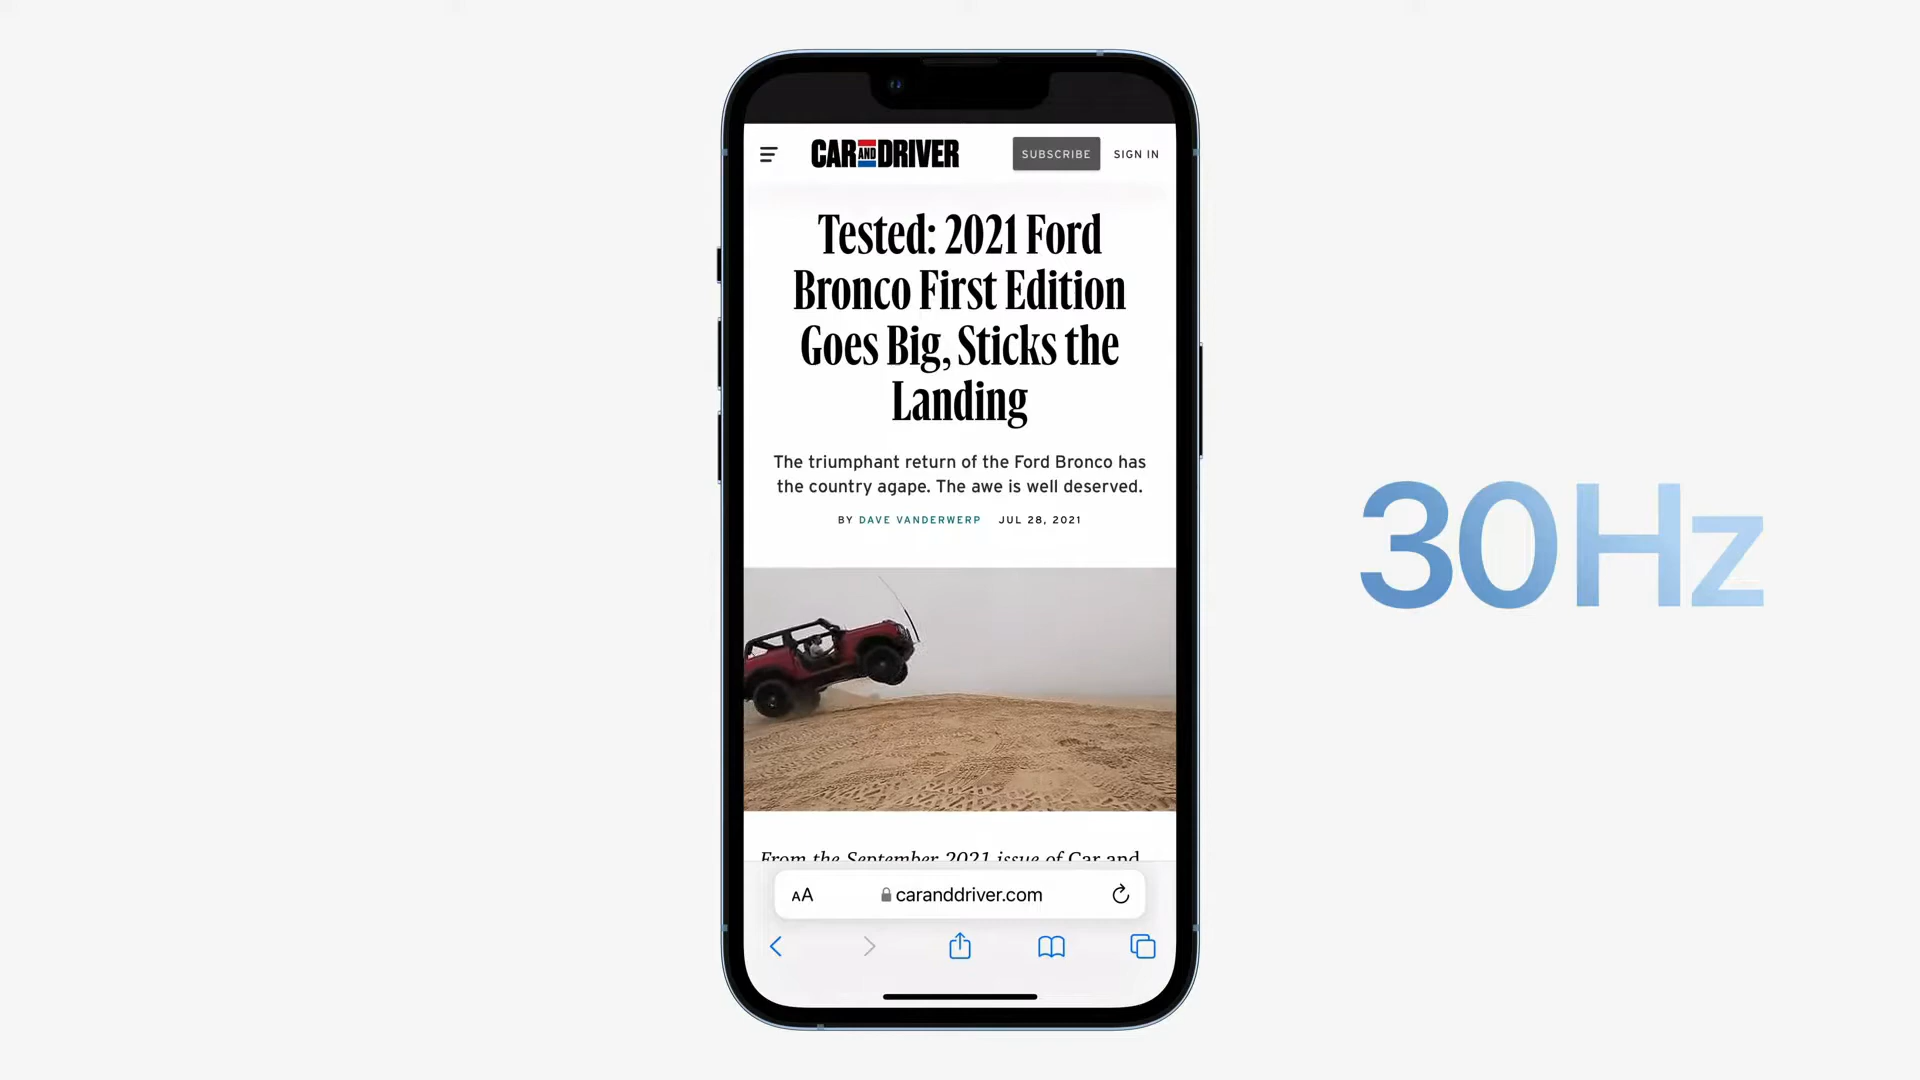 CAR AND DRIVER
SUBSCRIBE
SIGN IN
Tested: 2021 Ford
Bronco First Edition
Goes Big, Sticks the
Landing
The triumphant return of the Ford Bronco has
the country agape. The awe is well deserved.
BY DAVE VANDERWERP JUL 28, 2021
30Hz
From the September 2021 issue of Car and
AA
caranddriver.com